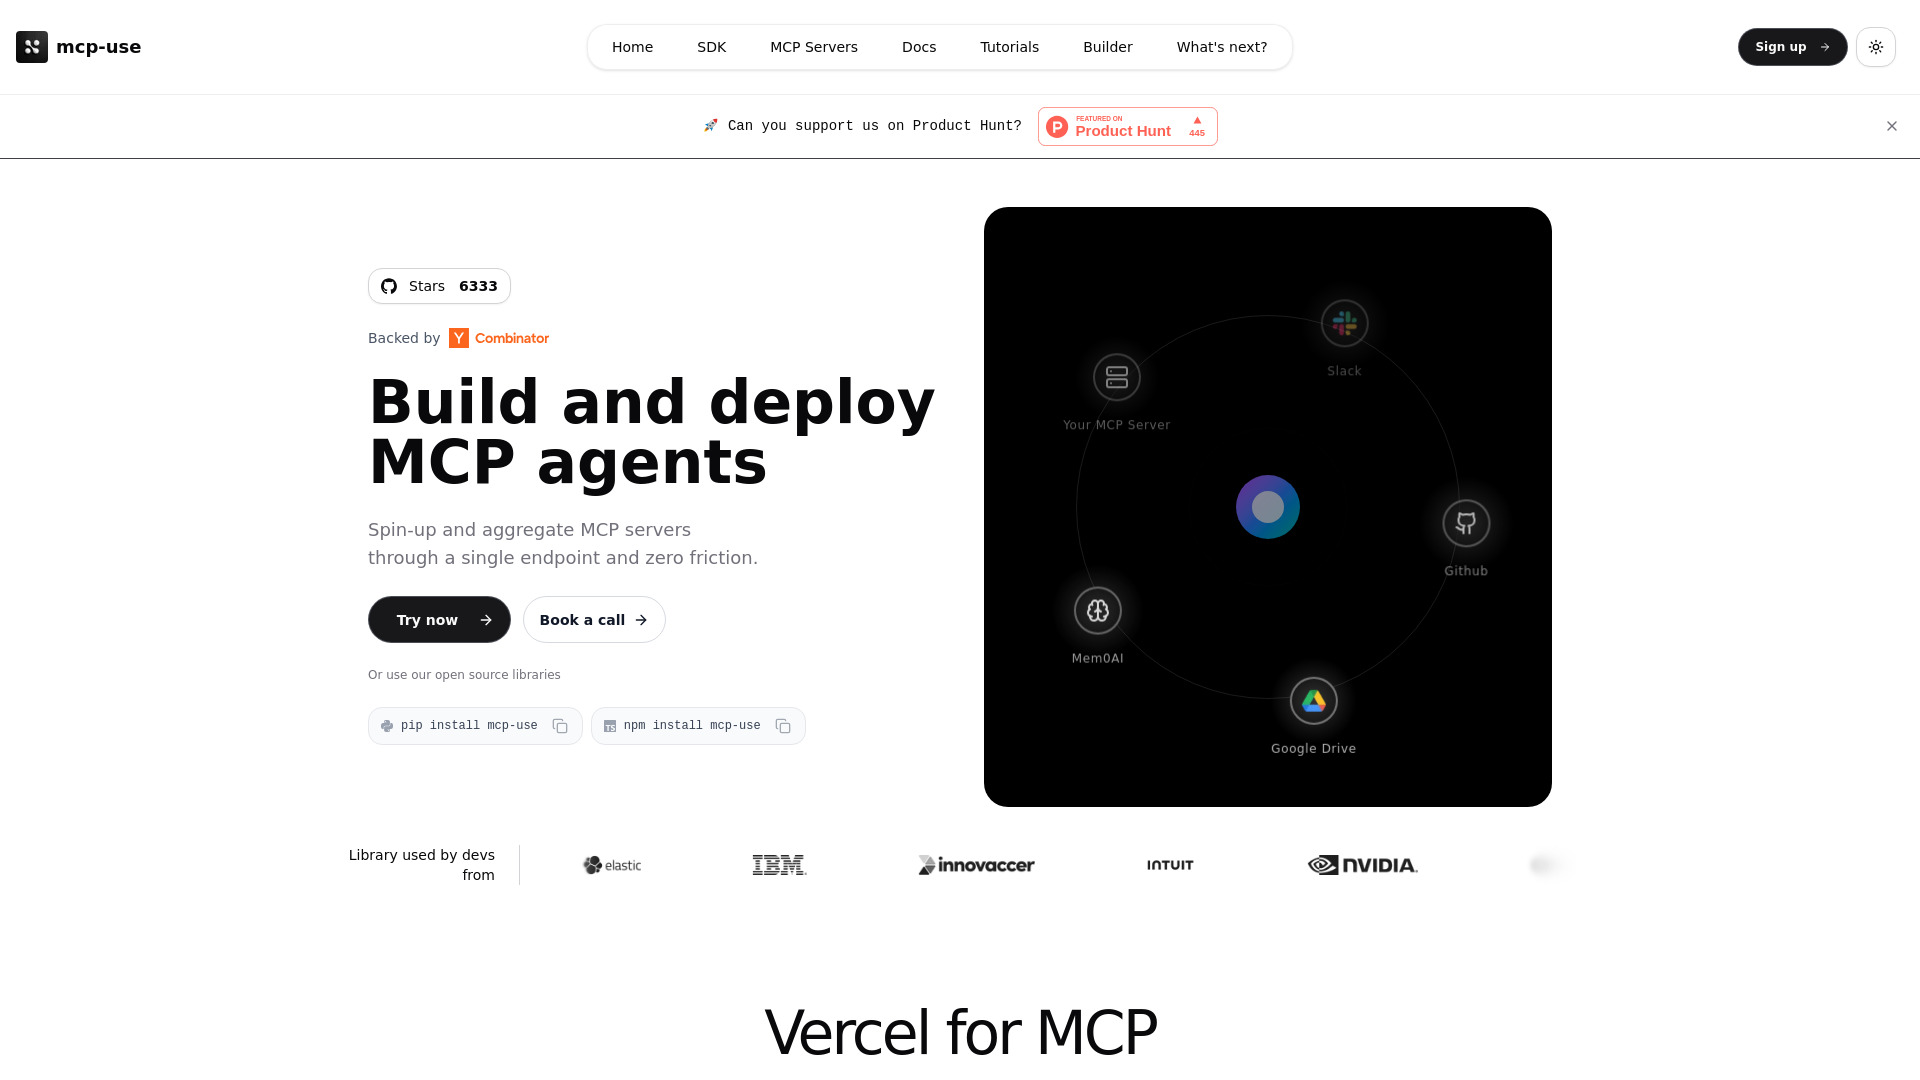 mcp-use
Home SDK MCP Servers Docs Tutorials Builder What's next?
Sign up
🚀 Can you support us on Product Hunt?
FEATURED ON
Product Hunt
445
Stars 6333
Backed by Y Combinator
Build and deploy
MCP agents
Spin-up and aggregate MCP servers
through a single endpoint and zero friction.
Try now
Book a call
Or use our open source libraries
pip install mcp-use
TS npm install mcp-use
Slack
Your MCP Server
Github
Mem0AI
Google Drive
Library used by devs
from
elastic
IBM
innovaccer
INTUIT
NVIDIA
Vercel for MCP